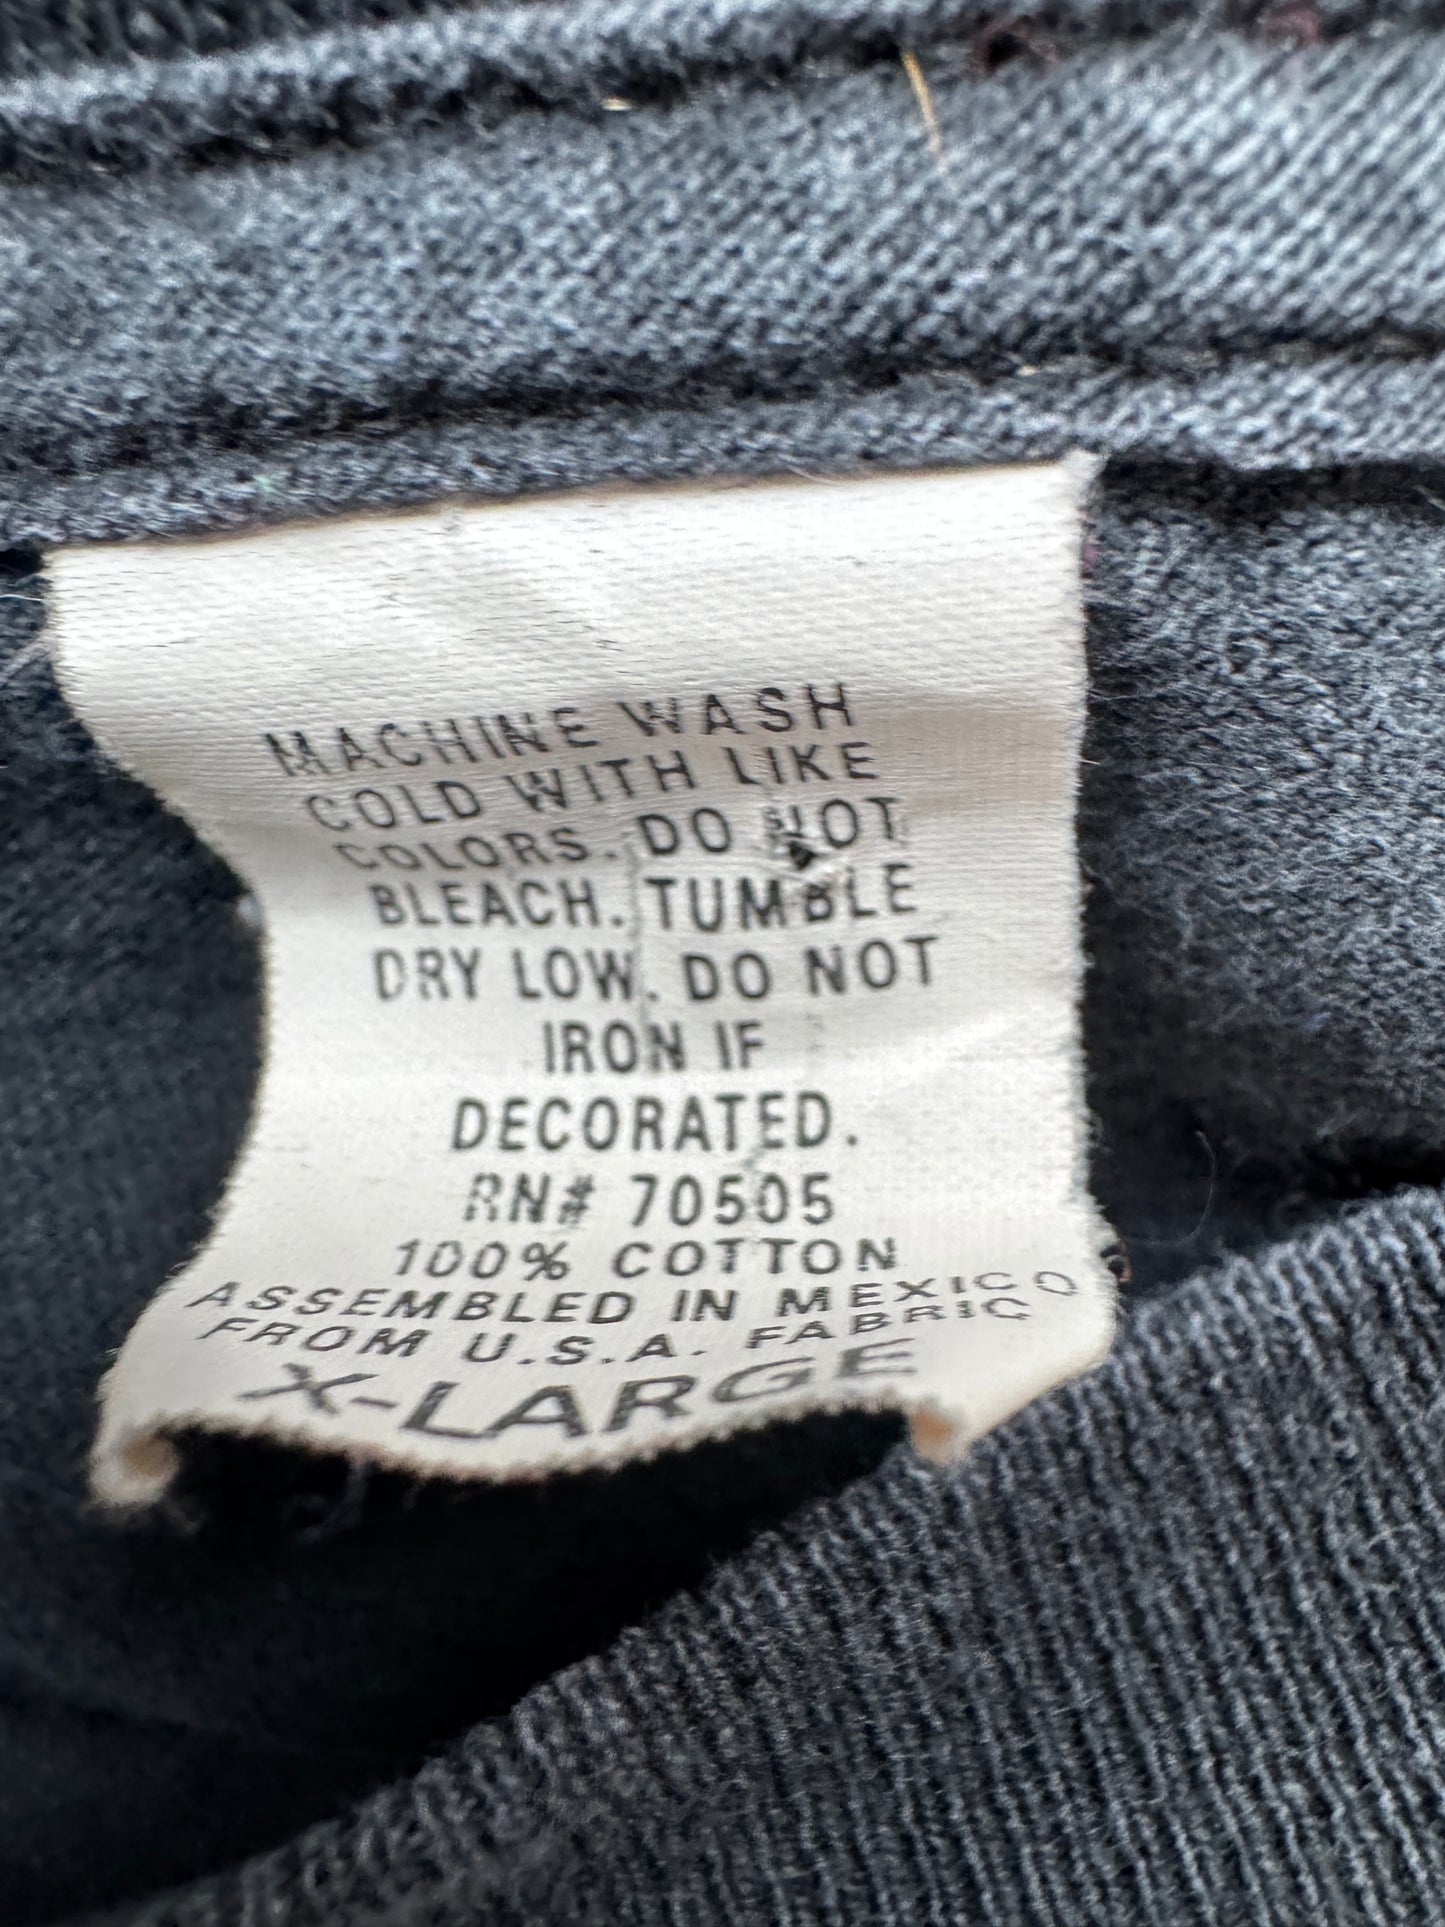 MACHINE WASH
COLD WITH LIKE
COLORS. DO NOT
BLEACH. TUMBLE
DRY LOW. DO NOT
IRON IF
DECORATED.
RN# 70505
100% COTTON
ASSEMBLED IN MEXICO
FROM U.S.A. FABRIC
X-LARGE